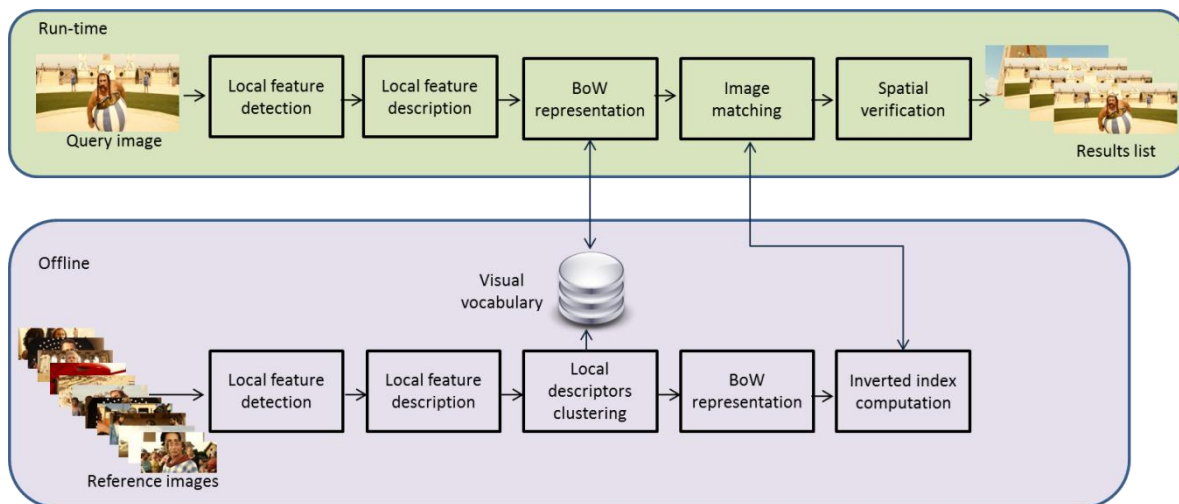 Run-time
Local feature
detection
Local feature
description
BoW
representation
Image
matching
Spatial
verification
Query image
Results list
Offline
Visual
vocabulary
Local feature
detection
Local feature
description
Local
descriptors
clustering
BoW
representation
Inverted index
computation
Reference images